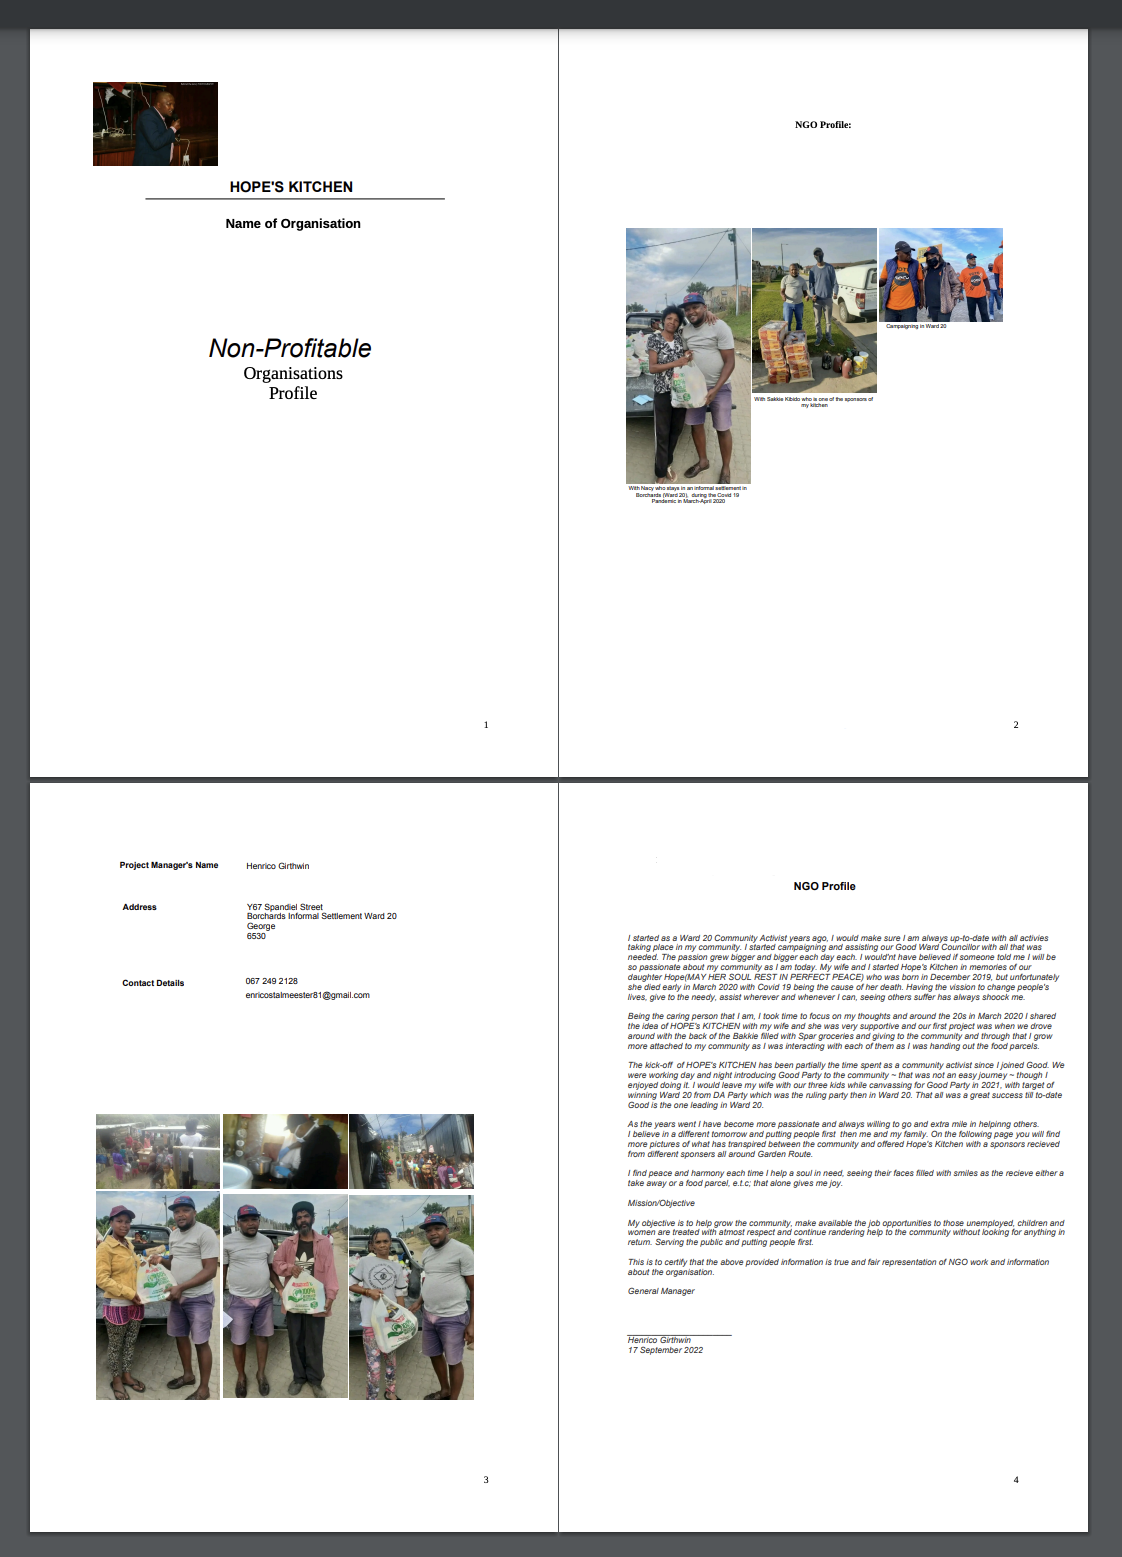 HOPE'S KITCHEN
Name of Organisation
Non-Profitable
Organisations
Profile
1
NGO Profile:
With Nacy who stays in an informal settlement in
Borchards (Ward 20),  during the Covid 19
Pandemic in March-April 2020
With Sakkie Kibido who is one of the sponsors of
my kitchen
Campaigning in Ward 20
2
Project Manager's Name
Henrico Girthwin
Address
Y67 Spandiel Street
Borchards Informal Settlement Ward 20
George
6530
Contact Details
067 249 2128
enricostalmeester81@gmail.com
3
NGO Profile
I started as a Ward 20 Community Activist years ago, I would make sure I am always up-to-date with all activies
taking place in my community. I started campaigning and assisting our Good Ward Councillor with all that was
needed. The passion grew bigger and bigger each day each. I would'nt have believed if someone told me I will be
so passionate about my community as I am today. My wife and I started Hope's Kitchen in memories of our
daughter Hope(MAY HER SOUL REST IN PERFECT PEACE) who was born in December 2019, but unfortunately
she died early in March 2020 with Covid 19 being the cause of her death. Having the vission to change people's
lives, give to the needy, assist wherever and whenever I can, seeing others suffer has always shoock me.
Being the caring person that I am, I took time to focus on my thoughts and around the 20s in March 2020 I shared
the idea of HOPE'S KITCHEN with my wife and she was very supportive and our first project was when we drove
around with the back of the Bakkie filled with Spar groceries and giving to the community and through that I grow
more attached to my community as I was interacting with each of them as I was handing out the food parcels.
The kick-off  of HOPE's KITCHEN has been partially the time spent as a community activist since I joined Good. We
were working day and night introducing Good Party to the community ~ that was not an easy journey ~ though I
enjoyed doing it. I would leave my wife with our three kids while canvassing for Good Party in 2021, with target of
winning Ward 20 from DA Party which was the ruling party then in Ward 20. That all was a great success till to-date
Good is the one leading in Ward 20.
As the years went I have become more passionate and always willing to go and extra mile in helpinng others.
I believe in a different tomorrow and putting people first  then me and my family. On the following page you will find
more pictures of what has transpired between the community and offered Hope's Kitchen with a sponsors recieved
from different sponsers all around Garden Route.
I find peace and harmony each time I help a soul in need, seeing their faces filled with smiles as the recieve either a
take away or a food parcel, e.t.c; that alone gives me joy.
Mission/Objective
My objective is to help grow the community, make available the job opportunities to those unemployed, children and
women are treated with atmost respect and continue randering help to the community without looking for anything in
return. Serving the public and putting people first.
This is to certify that the above provided information is true and fair representation of NGO work and information
about the organisation.
General Manager
Henrico Girthwin
17 September 2022
4